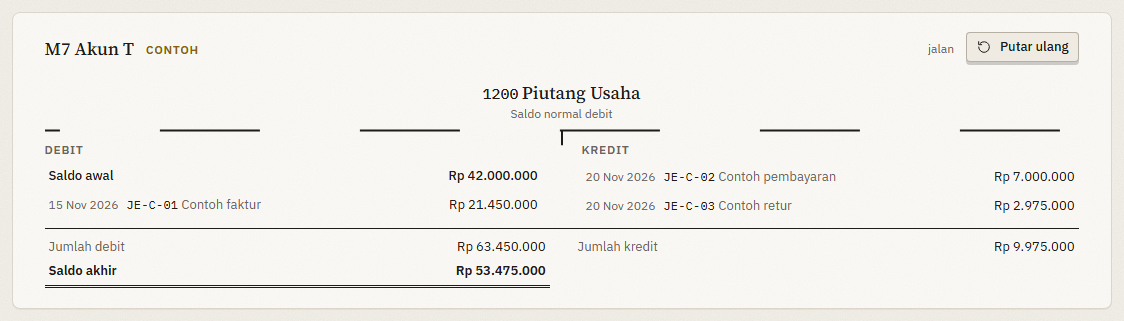 M7 Akun T CONTOH jalan Putar ulang
1200 Piutang Usaha
Saldo normal debit
DEBIT KREDIT
Saldo awal Rp 42.000.000 20 Nov 2026 JE-C-02 Contoh pembayaran Rp 7.000.000
15 Nov 2026 JE-C-01 Contoh faktur Rp 21.450.000 20 Nov 2026 JE-C-03 Contoh retur Rp 2.975.000
Jumlah debit Rp 63.450.000 Jumlah kredit Rp 9.975.000
Saldo akhir Rp 53.475.000